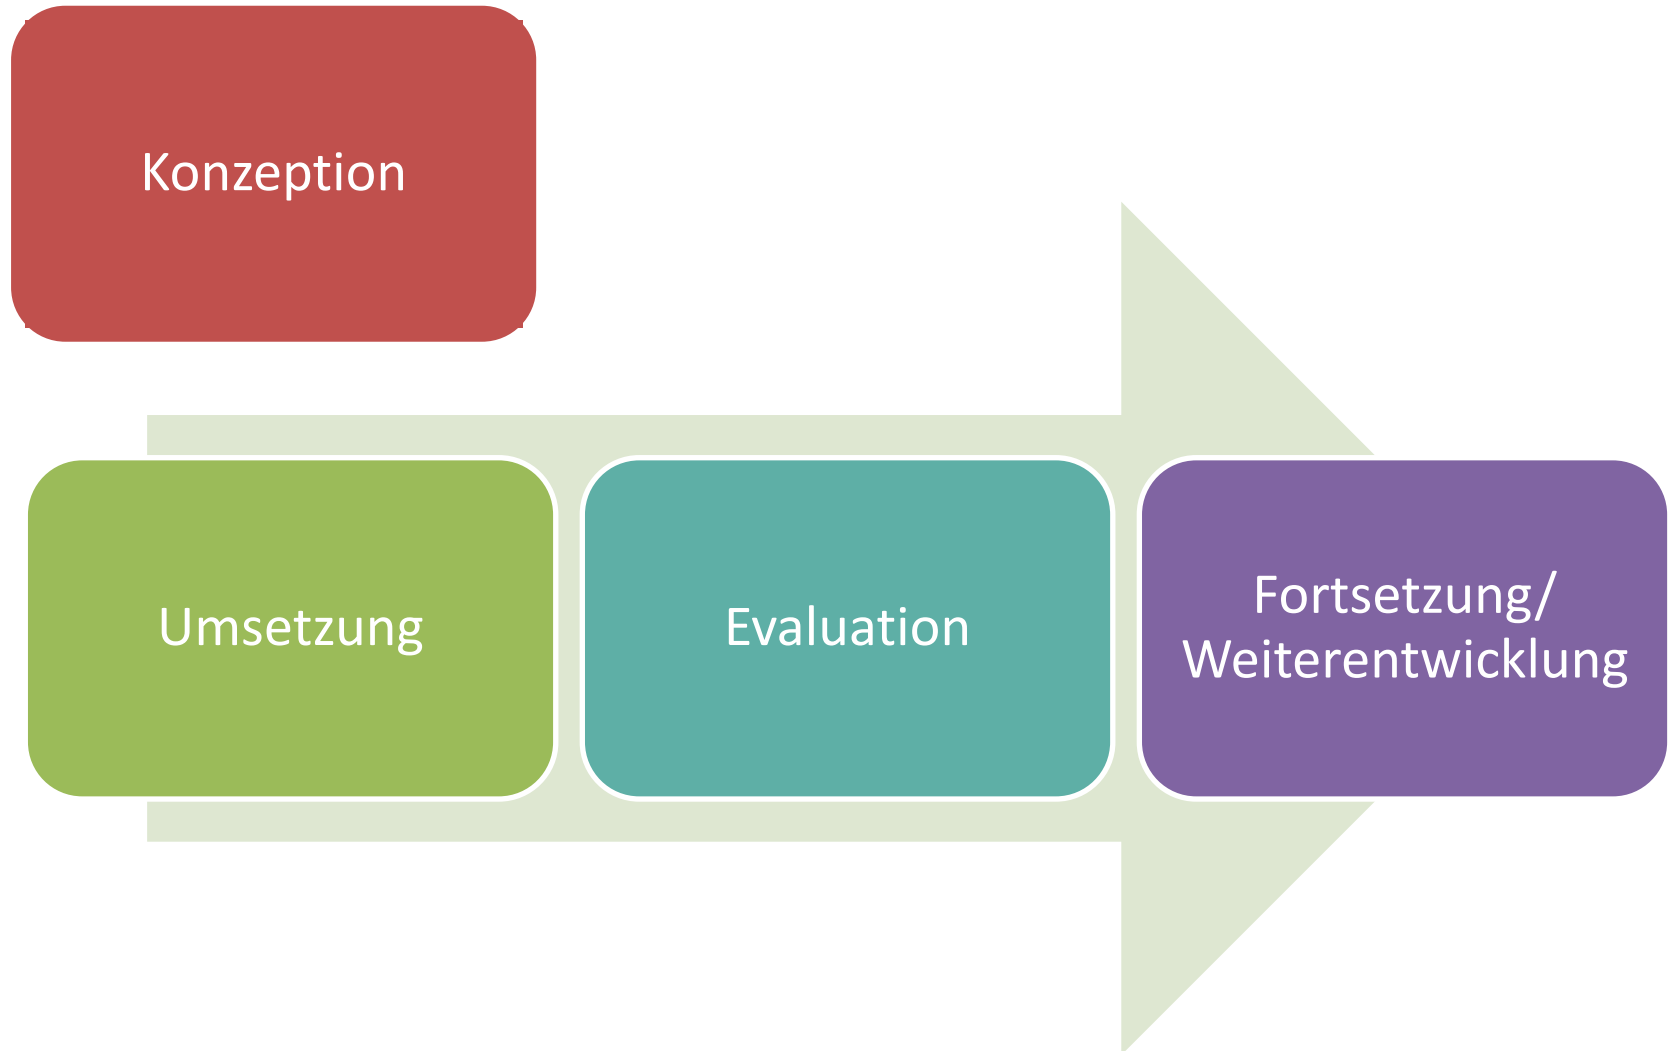 Konzeption
Umsetzung
Evaluation
Fortsetzung/
Weiterentwicklung